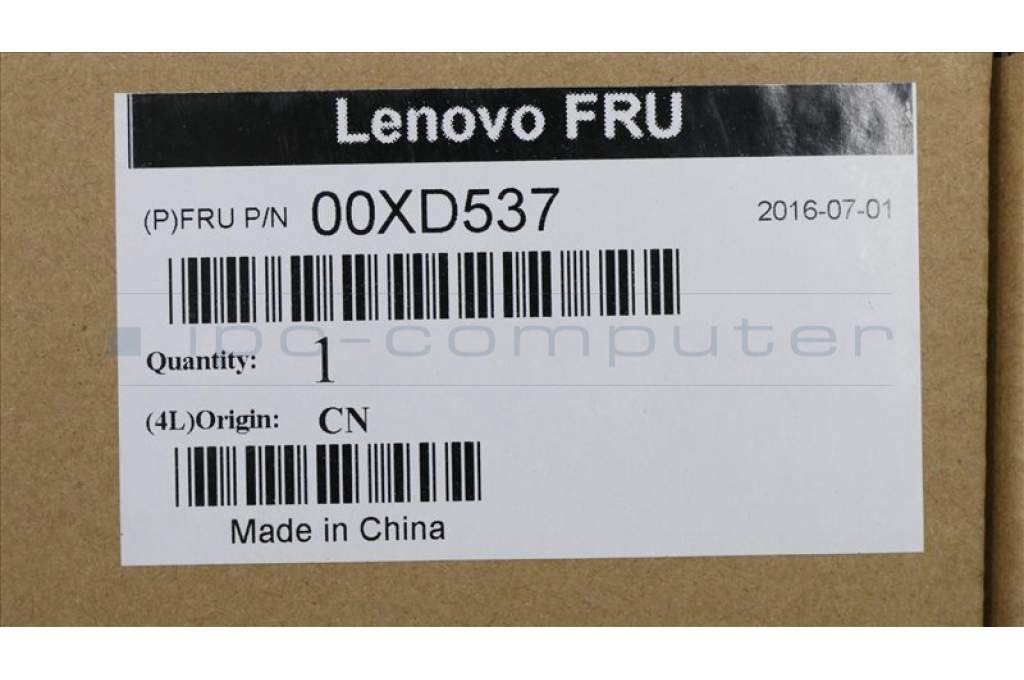 Lenovo FRU
(P)FRU P/N 00XD537 2016-07-01
ipc-computer
Quantity: 1
(4L)Origin: CN
Made in China